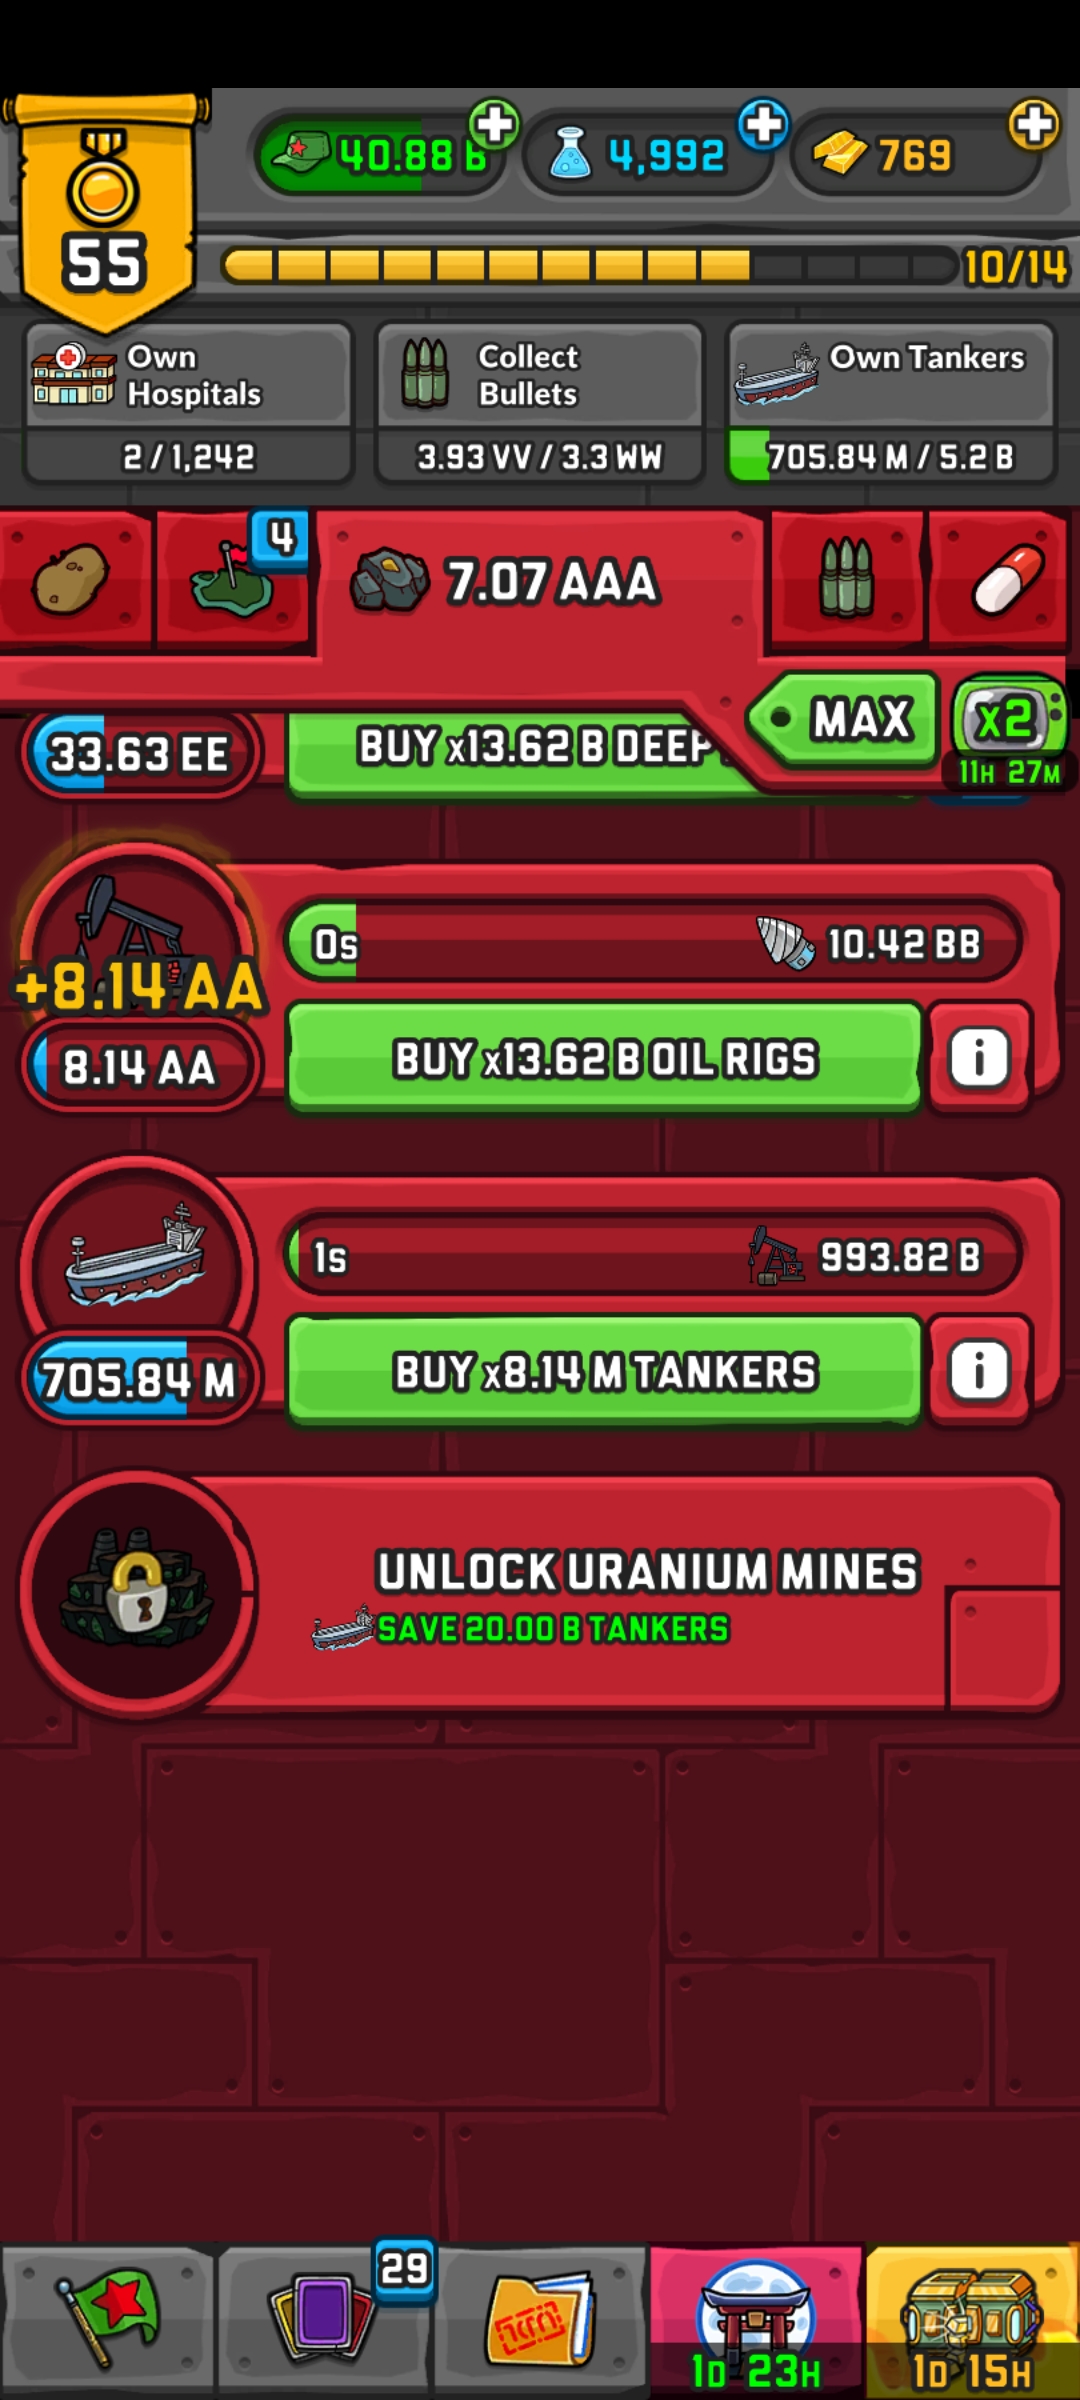 40.88 B
4,992
769
55
10/14
Own
Hospitals
2 / 1,242
Collect
Bullets
3.93 VV / 3.3 WW
Own Tankers
705.84 M / 5.2 B
4
7.07 AAA
MAX
x2
11H 27M
33.63 EE
BUY x13.62 B DEEP
0s
10.42 BB
+8.14 AA
8.14 AA
BUY x13.62 B OIL RIGS
i
1s
993.82 B
705.84 M
BUY x8.14 M TANKERS
i
UNLOCK URANIUM MINES
SAVE 20.00 B TANKERS
29
1D 23H
1D 15H